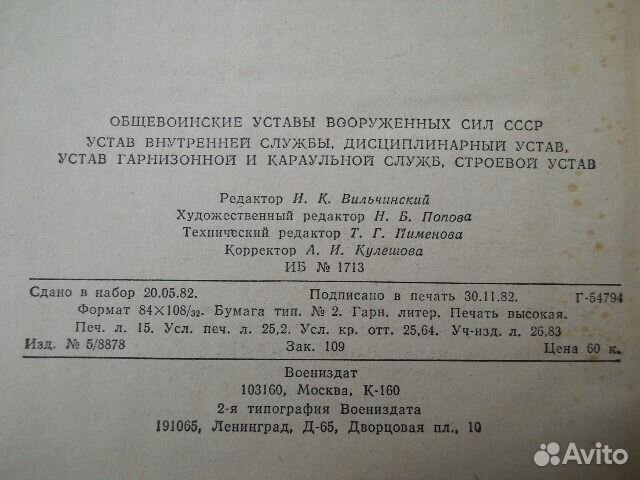 ОБЩЕВОИНСКИЕ УСТАВЫ ВООРУЖЕННЫХ СИЛ СССР
УСТАВ ВНУТРЕННЕЙ СЛУЖБЫ, ДИСЦИПЛИНАРНЫЙ УСТАВ,
УСТАВ ГАРНИЗОННОЙ И КАРАУЛЬНОЙ СЛУЖБ, СТРОЕВОЙ УСТАВ
Редактор И. К. Вильчинский
Художественный редактор Н. Б. Попова
Технический редактор Т. Г. Пименова
Корректор А. И. Кулешова
ИБ № 1713
Сдано в набор 20.05.82. Подписано в печать 30.11.82. Г-54794
Формат 84×108/32. Бумага тип. № 2. Гарн. литер. Печать высокая.
Печ. л. 15. Усл. печ. л. 25,2. Усл. кр. отт. 25,64. Уч-изд. л. 26,83
Изд. № 5/8878 Зак. 109 Цена 60 к.
Воениздат
103160, Москва, К-160
2-я типография Воениздата
191065, Ленинград, Д-65, Дворцовая пл., 10
Avito